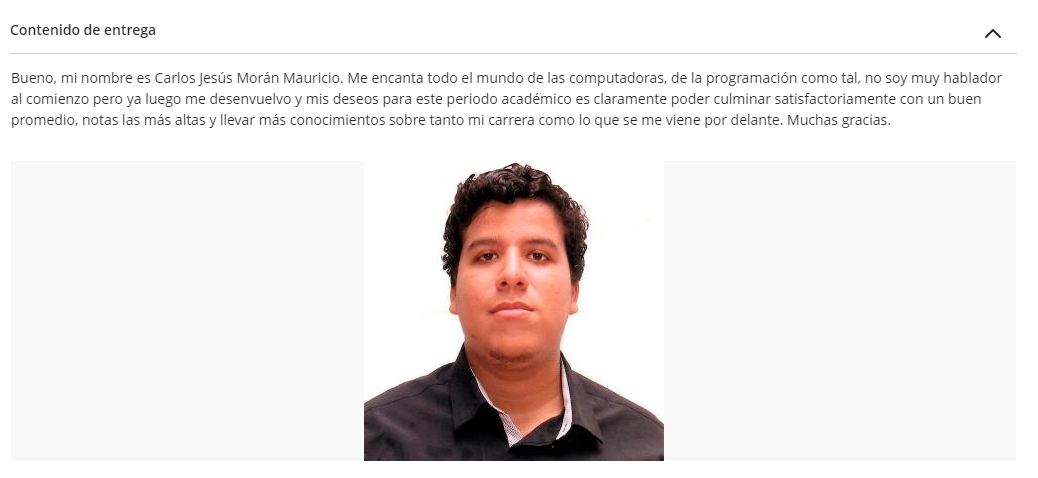 Contenido de entrega
Bueno, mi nombre es Carlos Jesús Morán Mauricio. Me encanta todo el mundo de las computadoras, de la programación como tal, no soy muy hablador
al comienzo pero ya luego me desenvuelvo y mis deseos para este periodo académico es claramente poder culminar satisfactoriamente con un buen
promedio, notas las más altas y llevar más conocimientos sobre tanto mi carrera como lo que se me viene por delante. Muchas gracias.